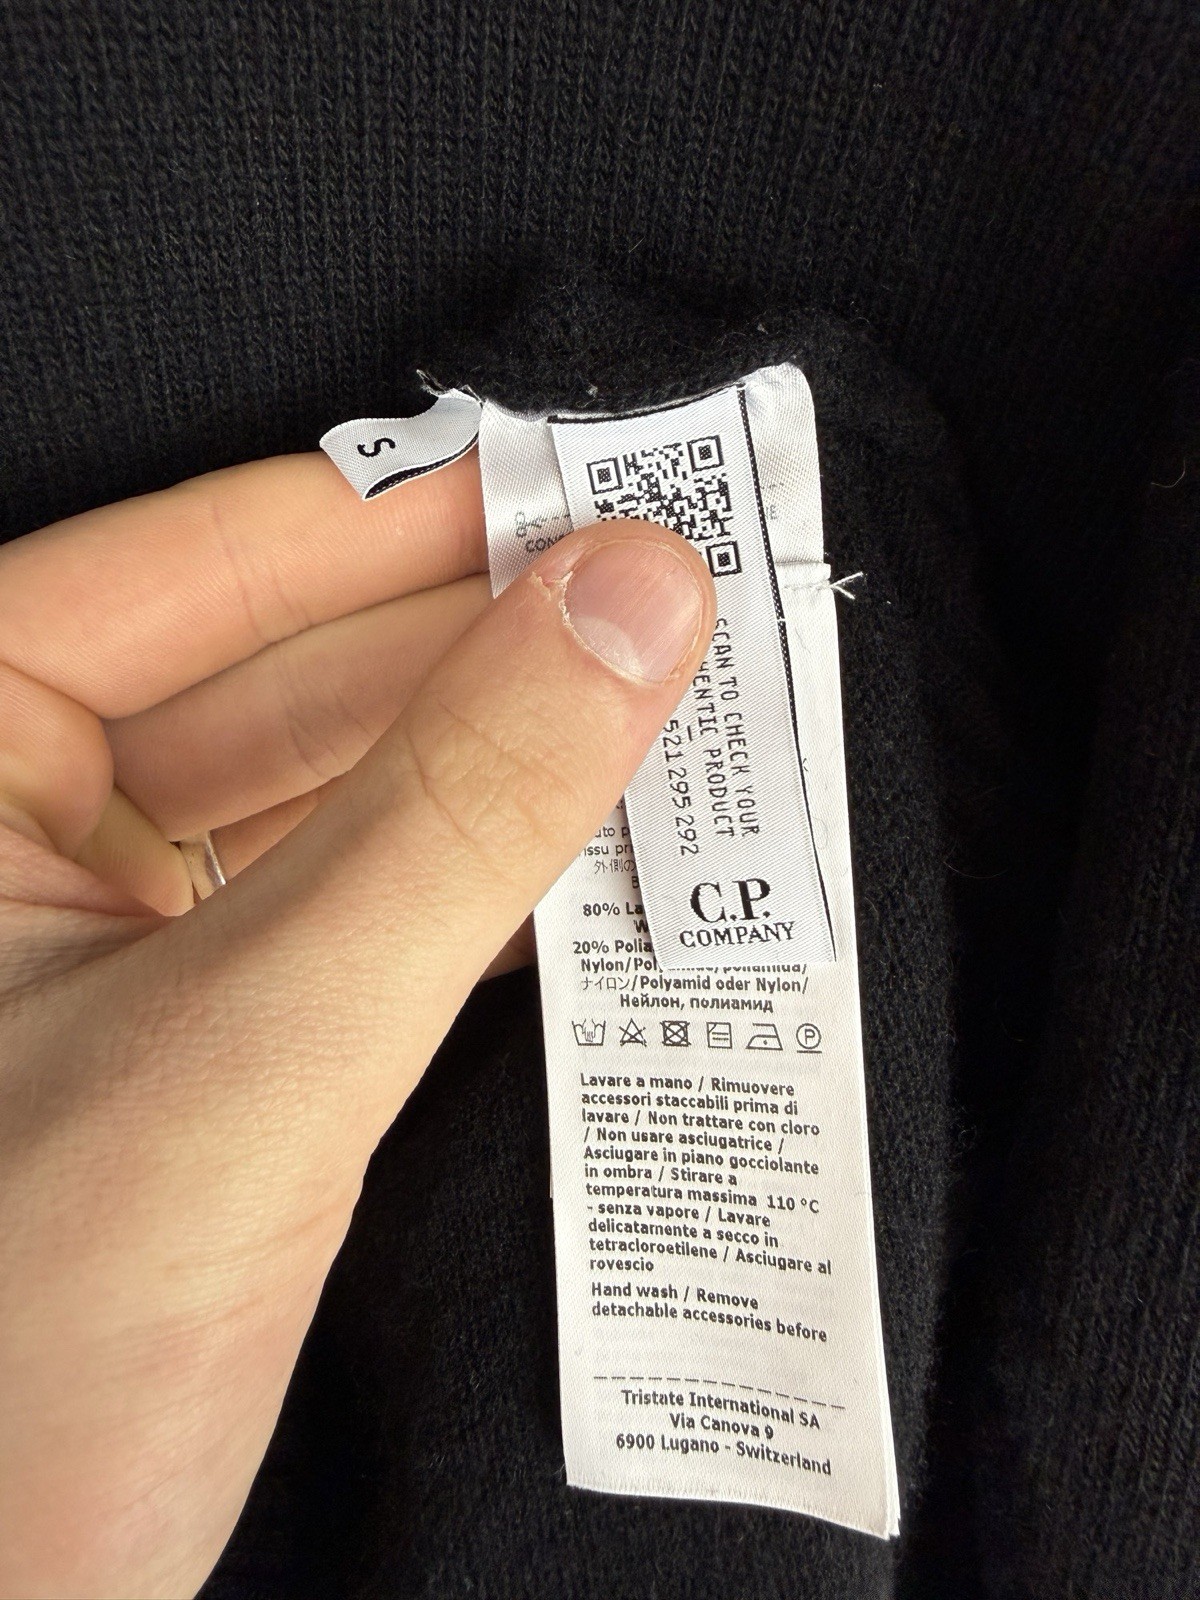 S
SCAN TO CHECK YOUR
PRODUCT
521 295 292
C.P.
COMPANY
80%
20%
ナイロン/Polyamid oder Nylon/
Нейлон, полиамид
P
Lavare a mano / Rimuovere
accessori staccabili prima di
lavare / Non trattare con cloro
/ Non usare asciugatrice /
Asciugare in piano gocciolante
in ombra / Stirare a
temperatura massima 110 °C
- senza vapore / Lavare
delicatamente a secco in
tetracloroetilene / Asciugare al
rovescio
Hand wash / Remove
detachable accessories before
Tristate International SA
Via Canova 9
6900 Lugano - Switzerland